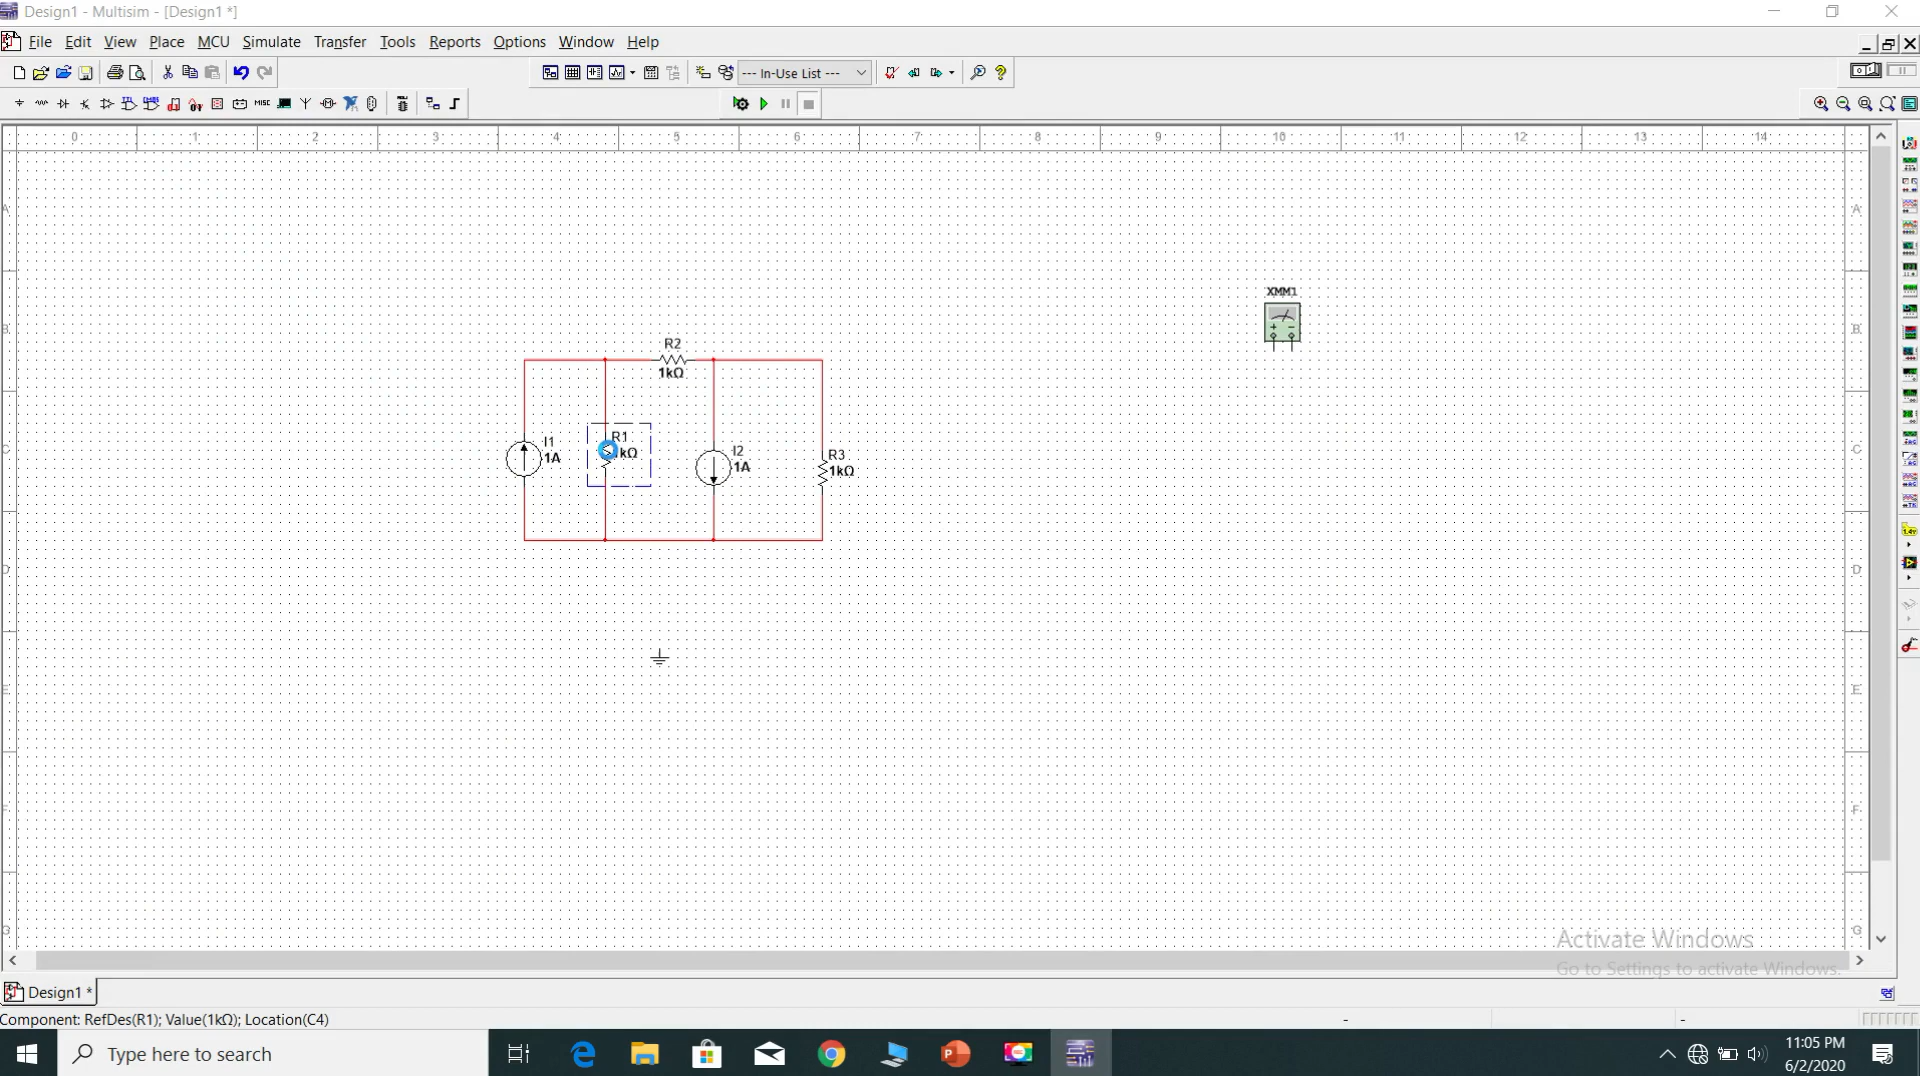 Design1 - Multisim - [Design1 *]
File Edit View Place MCU Simulate Transfer Tools Reports Options Window Help
--- In-Use List ---
MISC
0 1 2 3 4 5 6 7 8 9 10 11 12 13 14
A A
XMM1
B B
R2
1kΩ
R1
kΩ
I1
1A
I2
1A
R3
1kΩ
C C
D D
E E
F F
G G
Activate Windows
Go to Settings to activate Windows.
Design1 *
Component: RefDes(R1); Value(1kΩ); Location(C4) - -
Type here to search
11:05 PM
6/2/2020